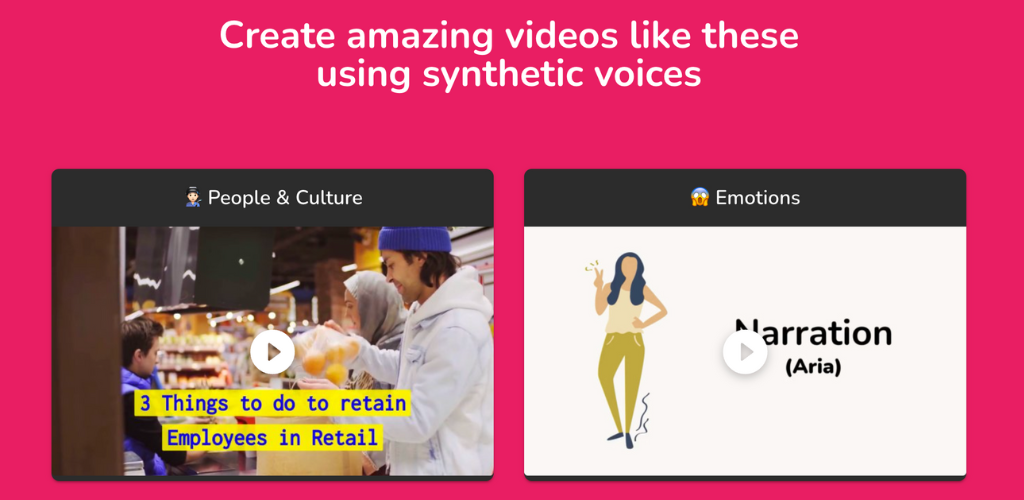 Create amazing videos like these
using synthetic voices
People & Culture
Emotions
3 Things to do to retain
Employees in Retail
Narration
(Aria)